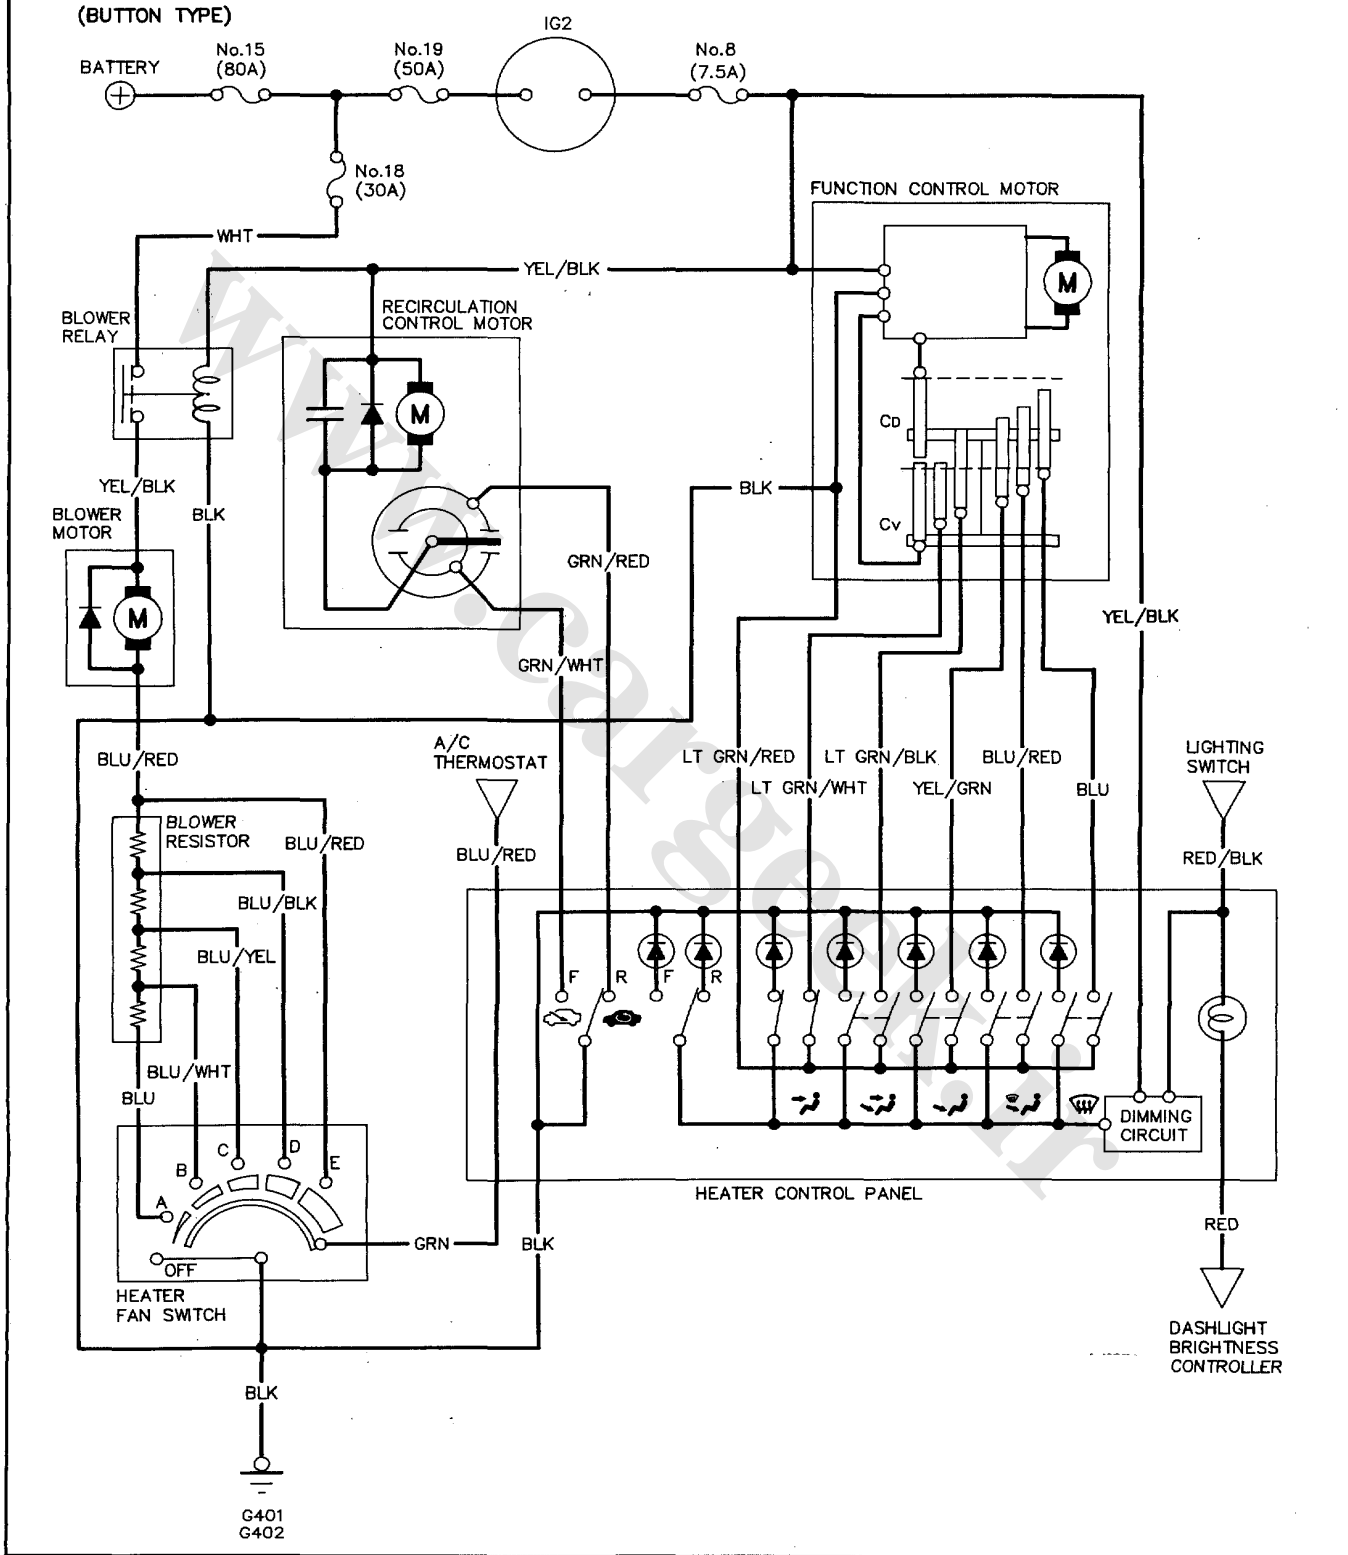 (BUTTON TYPE)
IG2
No.15
(80A)
No.19
(50A)
No.8
(7.5A)
BATTERY
No.18
(30A)
FUNCTION CONTROL MOTOR
WHT
YEL/BLK
M
RECIRCULATION
CONTROL MOTOR
BLOWER
RELAY
M
CD
YEL/BLK
BLK
BLK
BLOWER
MOTOR
CV
GRN/RED
M
YEL/BLK
GRN/WHT
A/C
THERMOSTAT
BLU/RED
LT GRN/RED
LT GRN/BLK
BLU/RED
LIGHTING
SWITCH
LT GRN/WHT
YEL/GRN
BLU
BLOWER
RESISTOR
BLU/RED
BLU/RED
RED/BLK
BLU/BLK
BLU/YEL
F
R
F
R
BLU/WHT
BLU
DIMMING
CIRCUIT
A
B
C
D
E
HEATER CONTROL PANEL
RED
GRN
BLK
OFF
HEATER
FAN SWITCH
DASHLIGHT
BRIGHTNESS
CONTROLLER
BLK
G401
G402
www.cargeek.ir